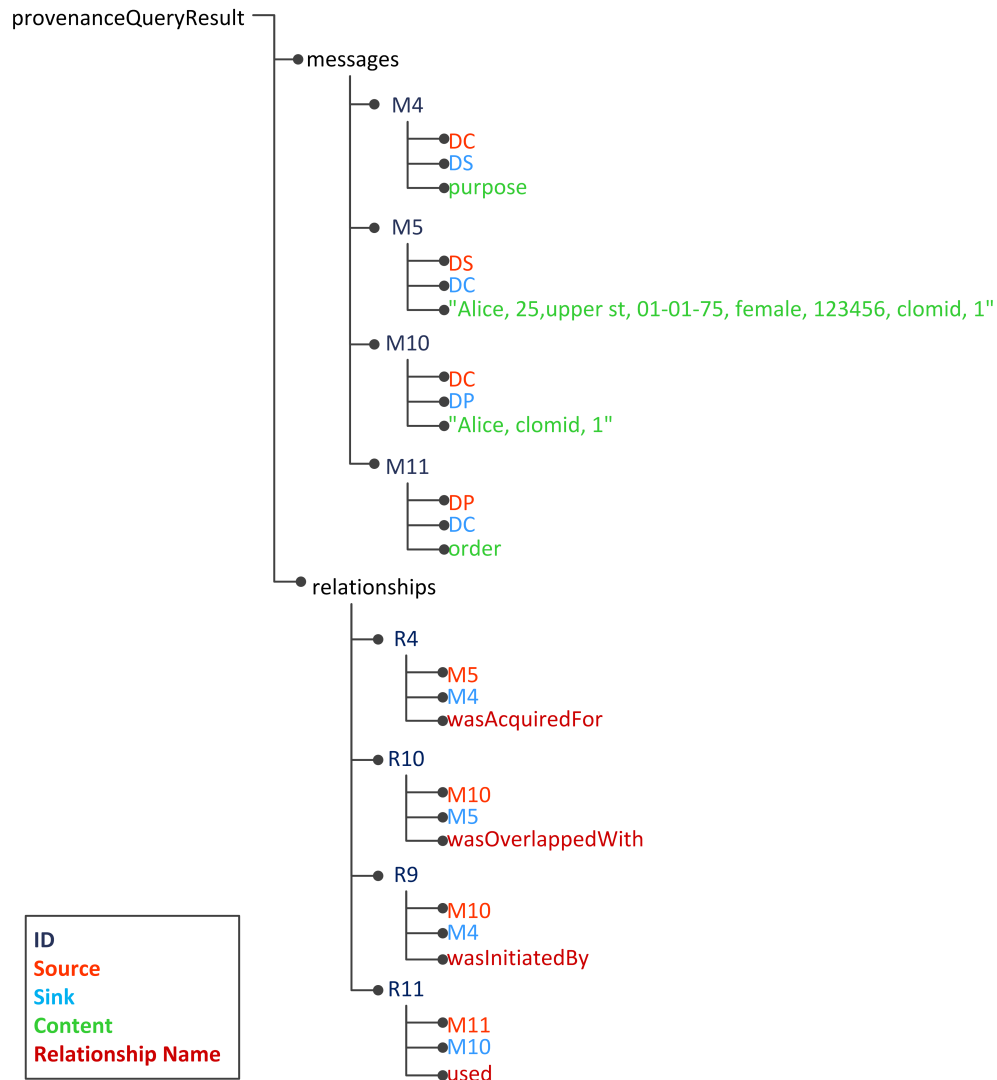 provenanceQueryResult
messages
M4
DC
DS
purpose
M5
DS
DC
"Alice, 25,upper st, 01-01-75, female, 123456, clomid, 1"
M10
DC
DP
"Alice, clomid, 1"
M11
DP
DC
order
relationships
R4
M5
M4
wasAcquiredFor
R10
M10
M5
wasOverlappedWith
R9
M10
M4
wasInitiatedBy
R11
M11
M10
used
ID
Source
Sink
Content
Relationship Name